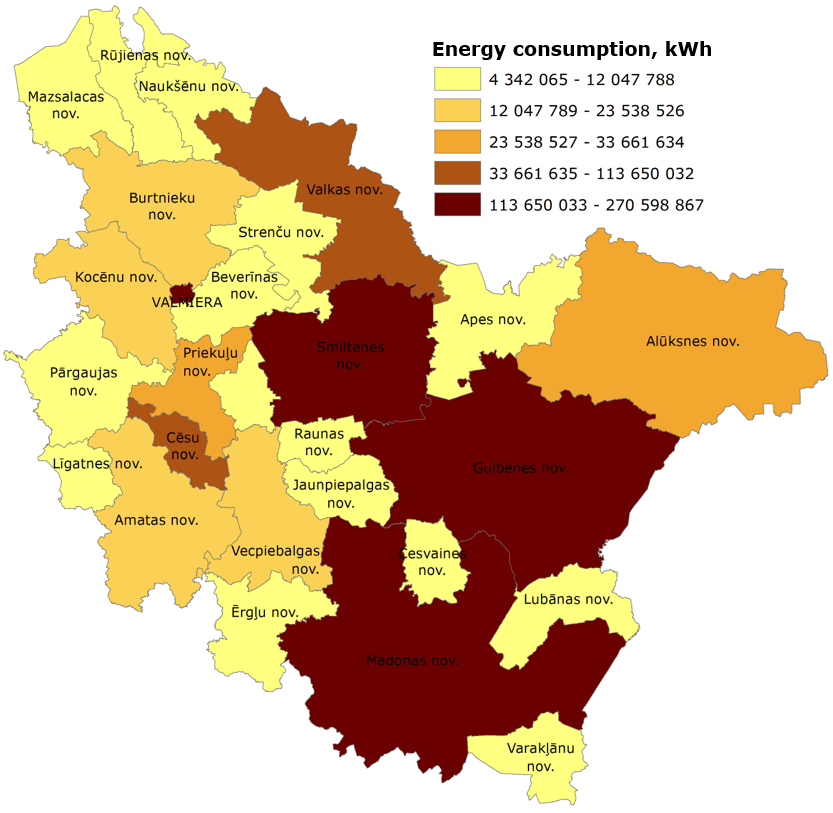 Energy consumption, kWh
4 342 065 - 12 047 788
12 047 789 - 23 538 526
23 538 527 - 33 661 634
33 661 635 - 113 650 032
113 650 033 - 270 598 867
Rūjienas nov.
Naukšēnu nov.
Mazsalacas
nov.
Valkas nov.
Burtnieku
nov.
Strenču nov.
Kocēnu nov.
Beverīnas
nov.
VALMIERA
Apes nov.
Alūksnes nov.
Smiltenes
nov.
Priekuļu
nov.
Pārgaujas
nov.
Raunas
nov.
Cēsu
nov.
Līgatnes nov.
Gulbenes nov.
Jaunpiepalgas
nov.
Amatas nov.
Vecpiebalgas
nov.
Cesvaines
nov.
Lubānas nov.
Ērgļu nov.
Madonas nov.
Varakļānu
nov.